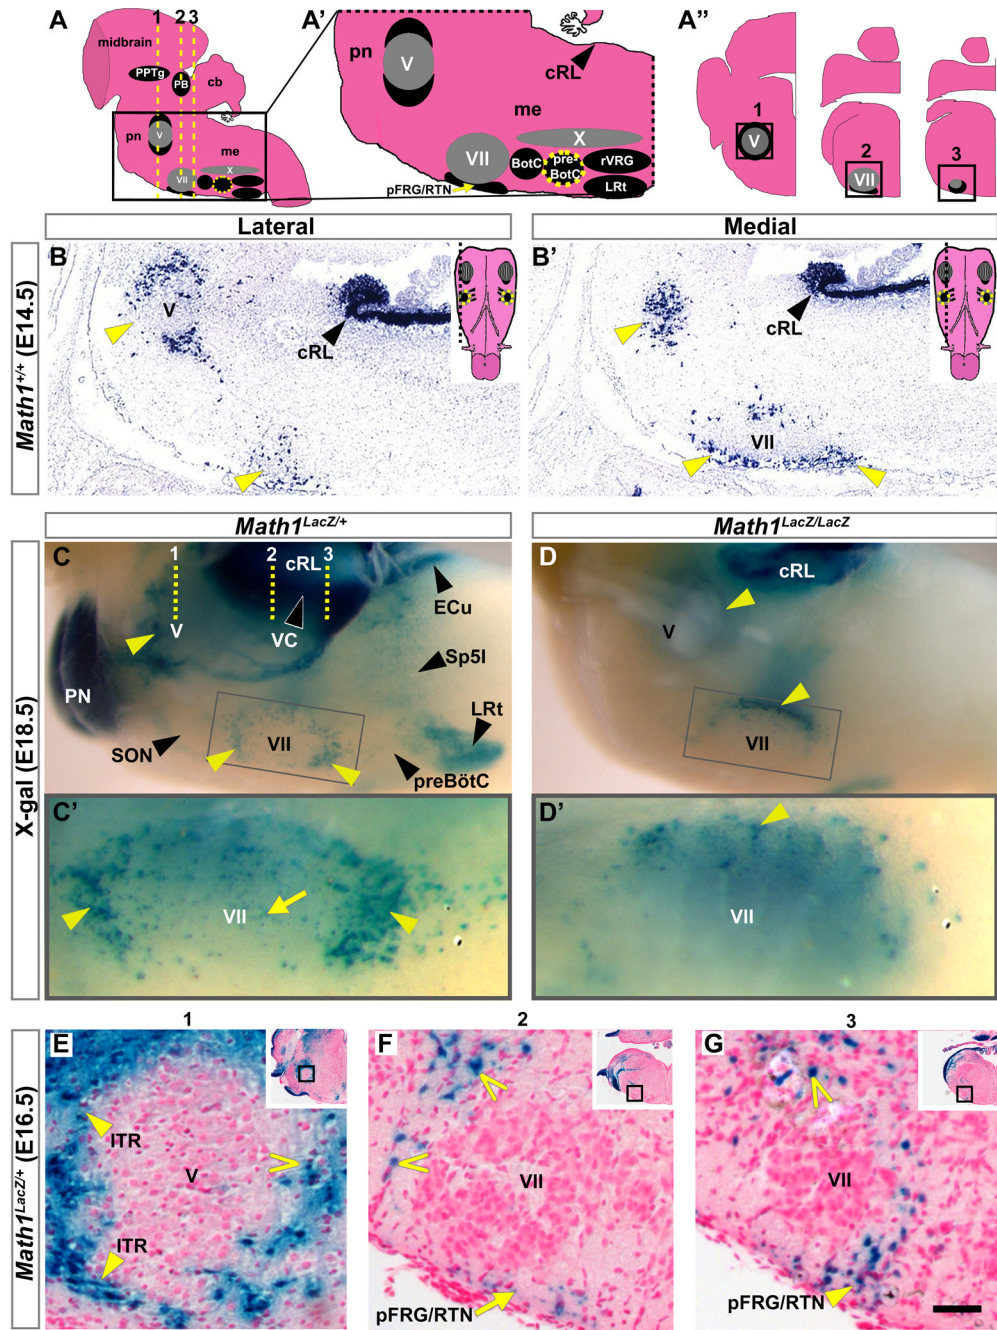 A
1 2 3
midbrain
PPTg
PB
cb
pn
V
me
X
VII
A'
pn
V
cRL
me
X
VII
BotC
pre-
BotC
rVRG
LRt
pFRG/RTN
A"
1
V
2
VII
3
Lateral
Medial
Math1+/+ (E14.5)
B
V
cRL
B'
cRL
VII
Math1LacZ/+
Math1LacZ/LacZ
X-gal (E18.5)
C
1
2
3
cRL
V
VC
ECu
Sp5I
PN
LRt
SON
VII
preBötC
D
cRL
V
VII
C'
VII
D'
VII
1
2
3
Math1LacZ/+ (E16.5)
E
ITR
V
ITR
F
VII
pFRG/RTN
G
VII
pFRG/RTN